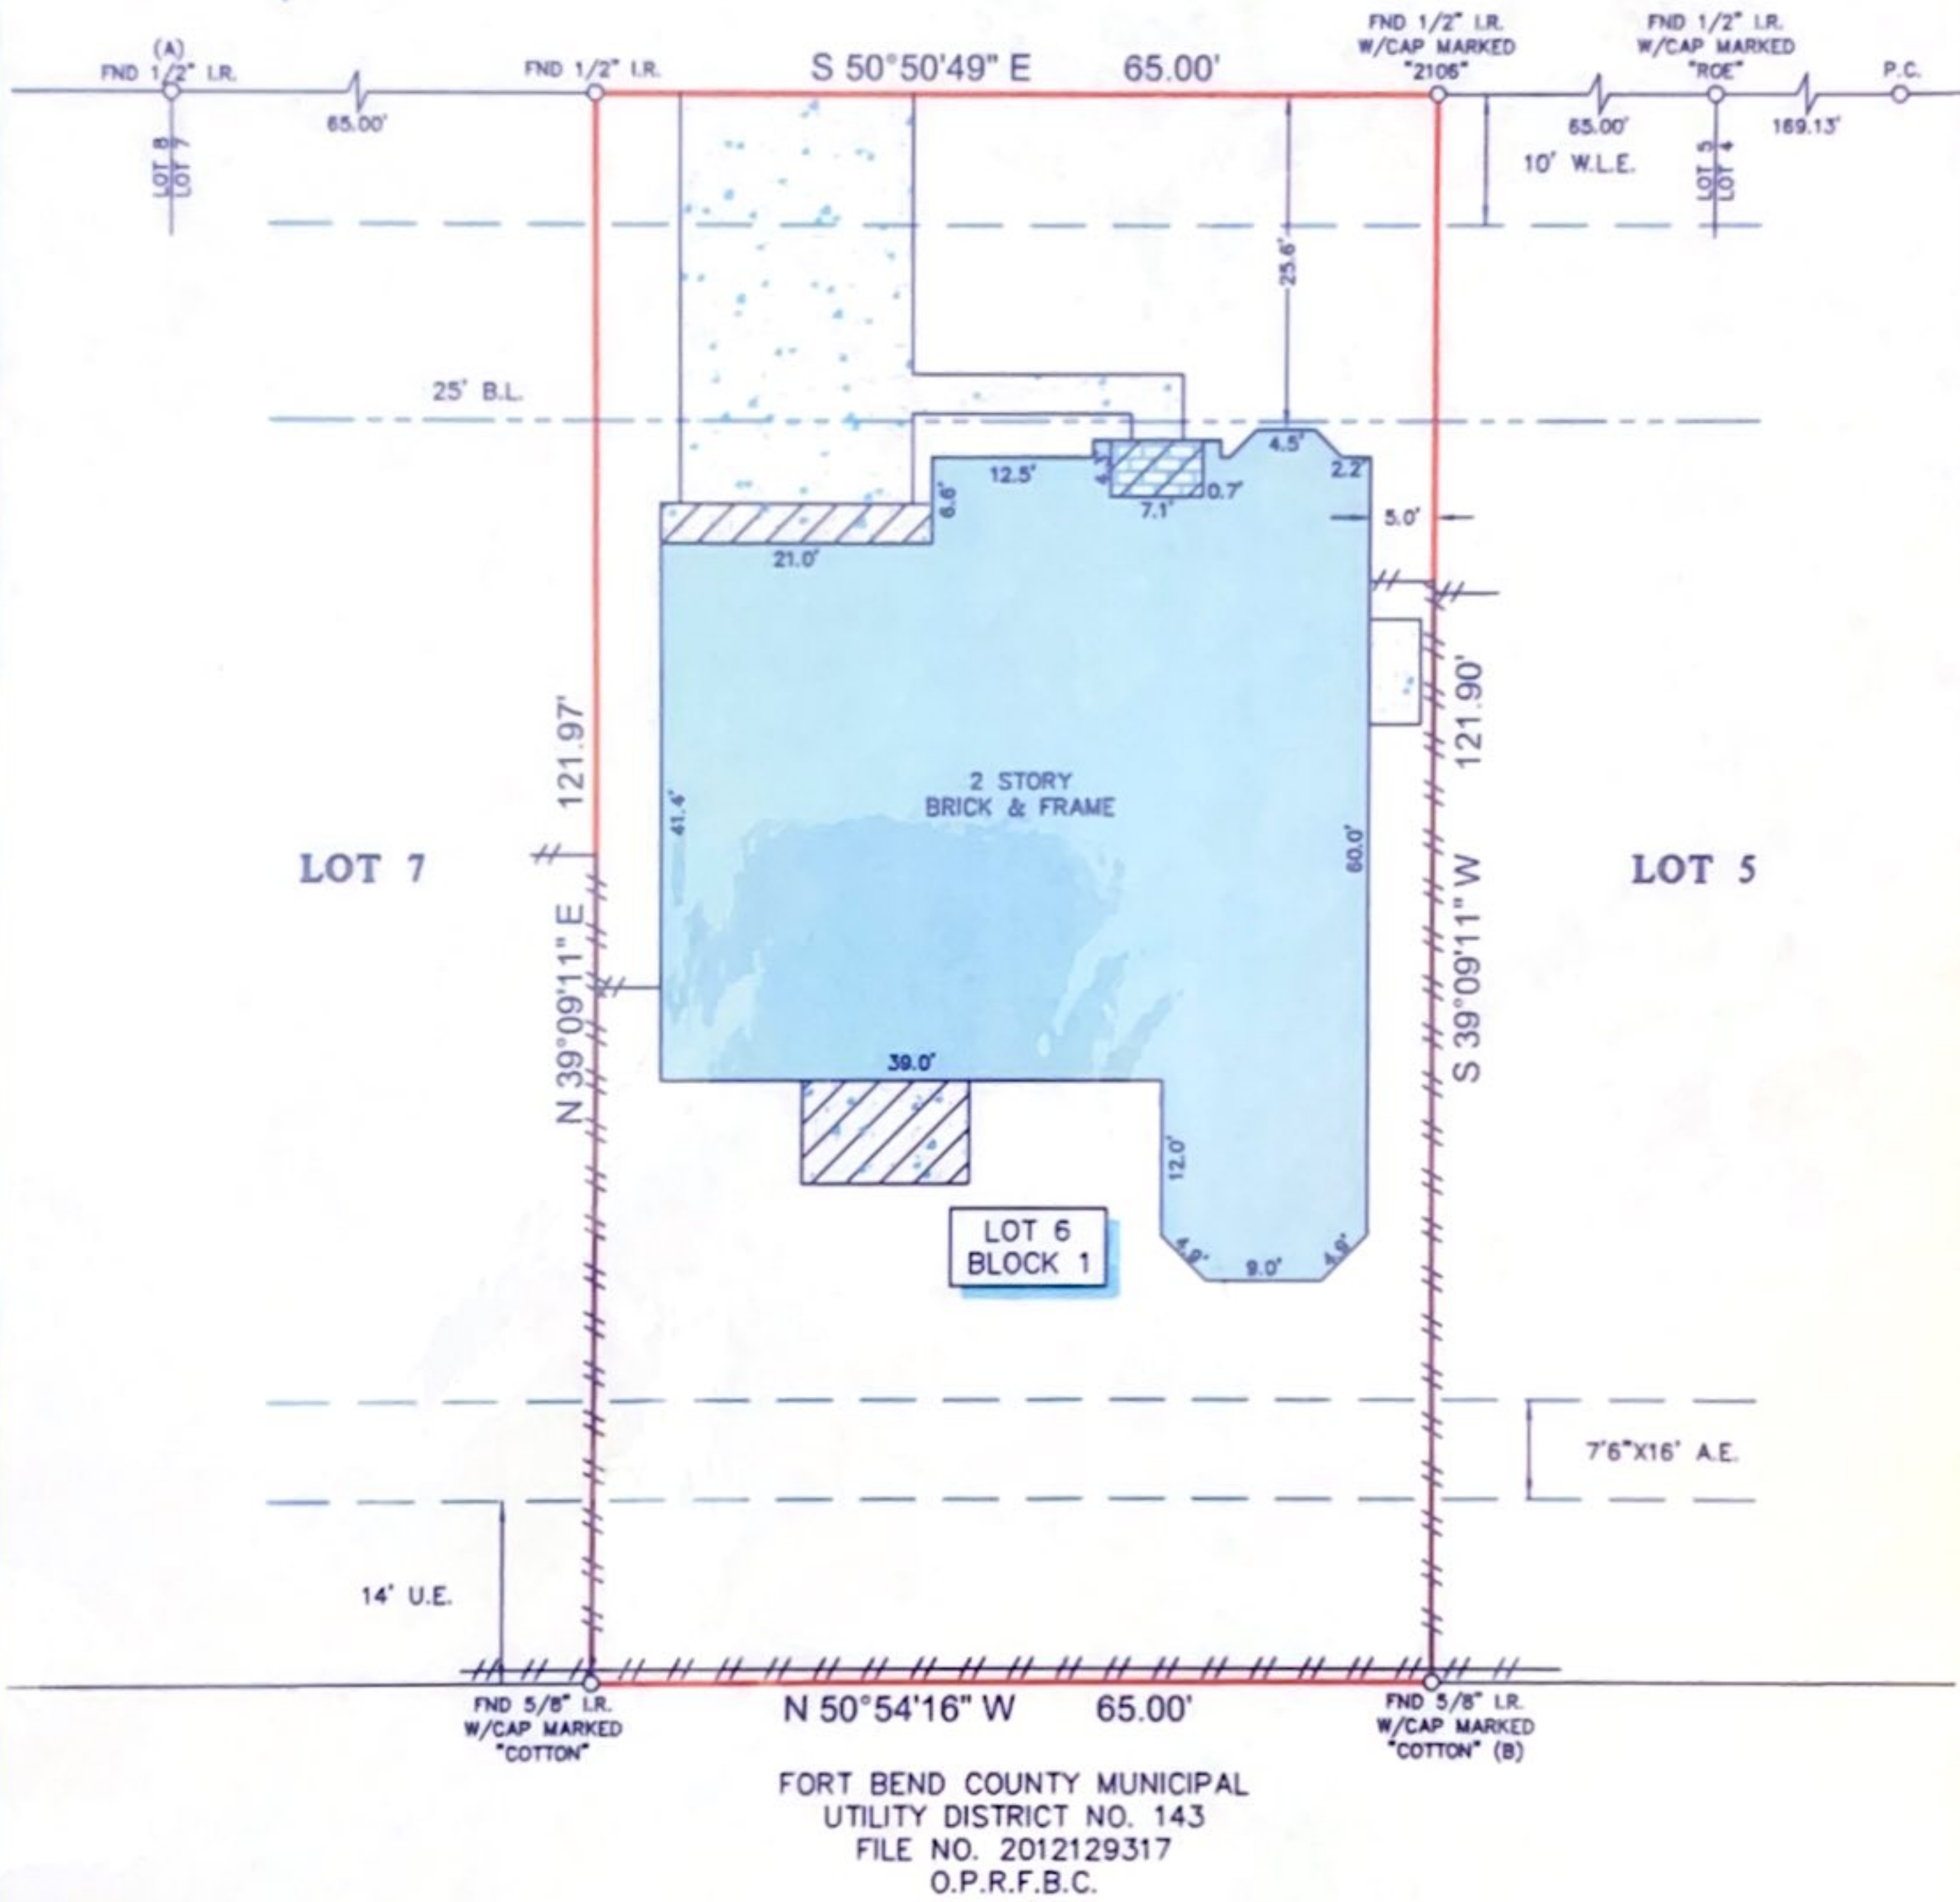 (A)
FND 1/2" I.R.
FND 1/2" I.R.
S 50°50'49" E 65.00'
FND 1/2" I.R.
W/CAP MARKED
"2106"
FND 1/2" I.R.
W/CAP MARKED
"ROE"
P.C.
65.00'
65.00'
169.13'
LOT 8
LOT 7
10' W.L.E.
LOT 5
LOT 4
25.6'
25' B.L.
4.5'
12.5'
2.2'
6.6'
7.1'
0.7'
5.0'
21.0'
121.97'
121.90'
2 STORY
BRICK & FRAME
41.4'
60.0'
LOT 7
LOT 5
N 39°09'11" E
S 39°09'11" W
39.0'
12.0'
LOT 6
BLOCK 1
4.9'
9.0'
4.9'
7'6"X16' A.E.
14' U.E.
FND 5/8" I.R.
W/CAP MARKED
"COTTON"
N 50°54'16" W 65.00'
FND 5/8" I.R.
W/CAP MARKED
"COTTON" (B)
FORT BEND COUNTY MUNICIPAL
UTILITY DISTRICT NO. 143
FILE NO. 2012129317
O.P.R.F.B.C.